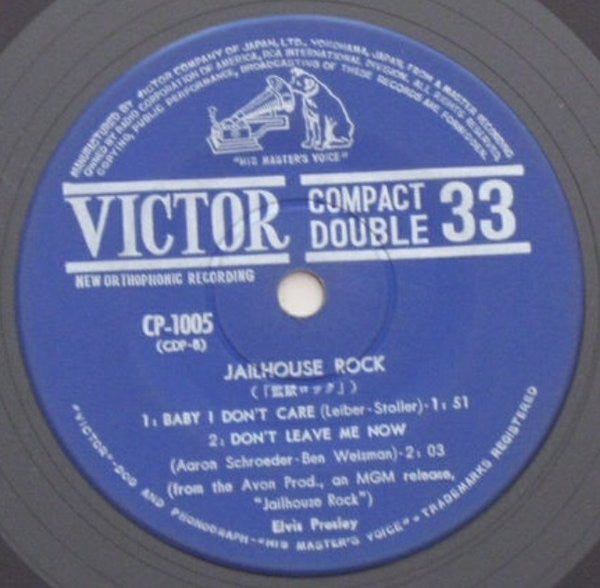 MANUFACTURED BY VICTOR COMPANY OF JAPAN, LTD., YOKOHAMA, JAPAN, FROM A MASTER RECORDING
OWNED BY RADIO CORPORATION OF AMERICA, RCA INTERNATIONAL DIVISION. ALL RIGHTS RESERVED.
COPYING, PUBLIC PERFORMANCE, BROADCASTING OF THESE RECORDS ARE FORBIDDEN.
"HIS MASTER'S VOICE"
VICTOR COMPACT DOUBLE 33
NEW ORTHOPHONIC RECORDING
CP-1005
(CDP-8)
JAILHOUSE ROCK
(「監獄ロック」)
1: BABY I DON'T CARE (Leiber-Stoller)-1: 51
2: DON'T LEAVE ME NOW
(Aaron Schroeder-Ben Weisman)-2: 03
(from the Avon Prod., an MGM release,
"Jailhouse Rock")
Elvis Presley
"VICTOR"-DOG AND PHONOGRAPH-"HIS MASTER'S VOICE"-TRADEMARKS REGISTERED